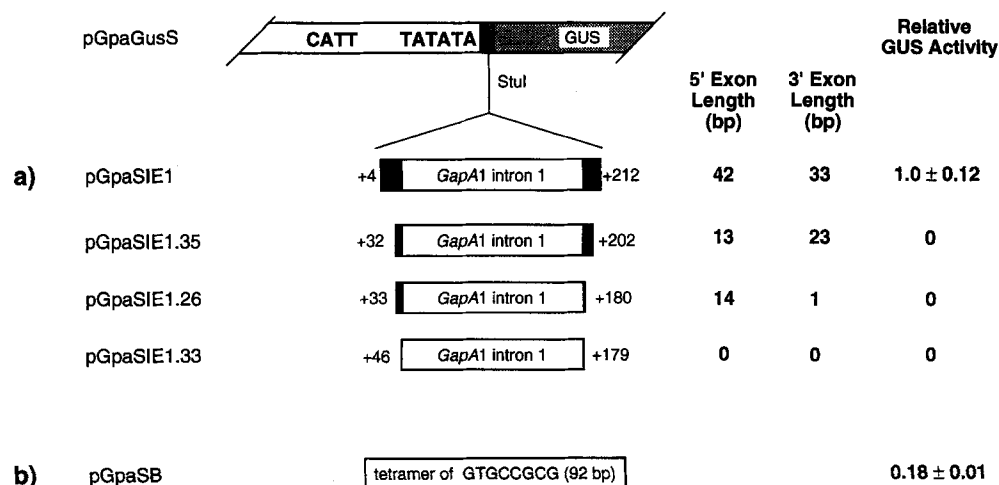 pGpaGusS CATT TATATA GUS Relative
GUS Activity
StuI 5' Exon 3' Exon
Length Length
(bp) (bp)
a) pGpaSIE1 +4 GapA1 intron 1 +212 42 33 1.0 ± 0.12
pGpaSIE1.35 +32 GapA1 intron 1 +202 13 23 0
pGpaSIE1.26 +33 GapA1 intron 1 +180 14 1 0
pGpaSIE1.33 +46 GapA1 intron 1 +179 0 0 0
b) pGpaSB tetramer of GTGCCGCG (92 bp) 0.18 ± 0.01